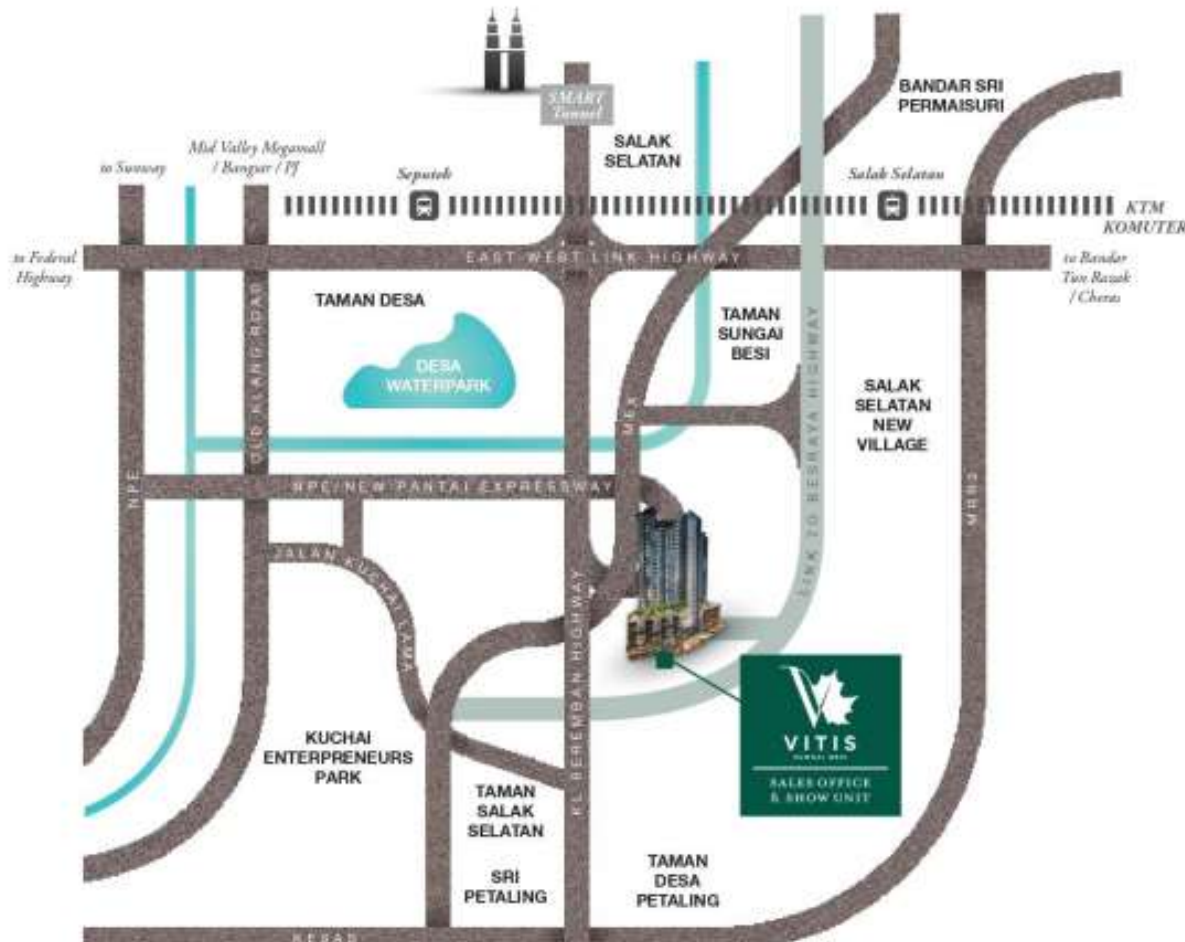 SMART
Tunnel
BANDAR SRI
PERMAISURI
SALAK
SELATAN
to Sunway
Mid Valley Megamall
/ Bangsar / PJ
Seputeh
Salak Selatan
KTM
KOMUTER
to Federal
Highway
EAST WEST LINK HIGHWAY
to Bandar
Tun Razak
/ Cheras
TAMAN DESA
OLD KLANG ROAD
TAMAN
SUNGAI
BESI
DESA
WATERPARK
SALAK
SELATAN
NEW
VILLAGE
MEX
LINK 2O BESRAYA HIGHWAY
NPE
NPE/NEW PANTAI EXPRESSWAY
MRR2
JALAN KUCHAI LAMA
KL SEREMBAN HIGHWAY
VITIS
SALES OFFICE
& SHOW UNIT
KUCHAI
ENTERPRENEURS
PARK
TAMAN
SALAK
SELATAN
SRI
PETALING
TAMAN
DESA
PETALING
KESAS